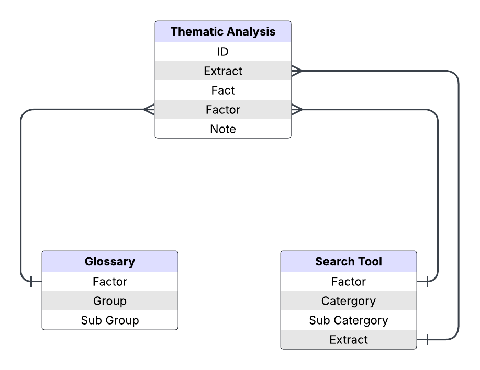 Thematic Analysis
ID
Extract
Fact
Factor
Note
Glossary
Factor
Group
Sub Group
Search Tool
Factor
Catergory
Sub Catergory
Extract